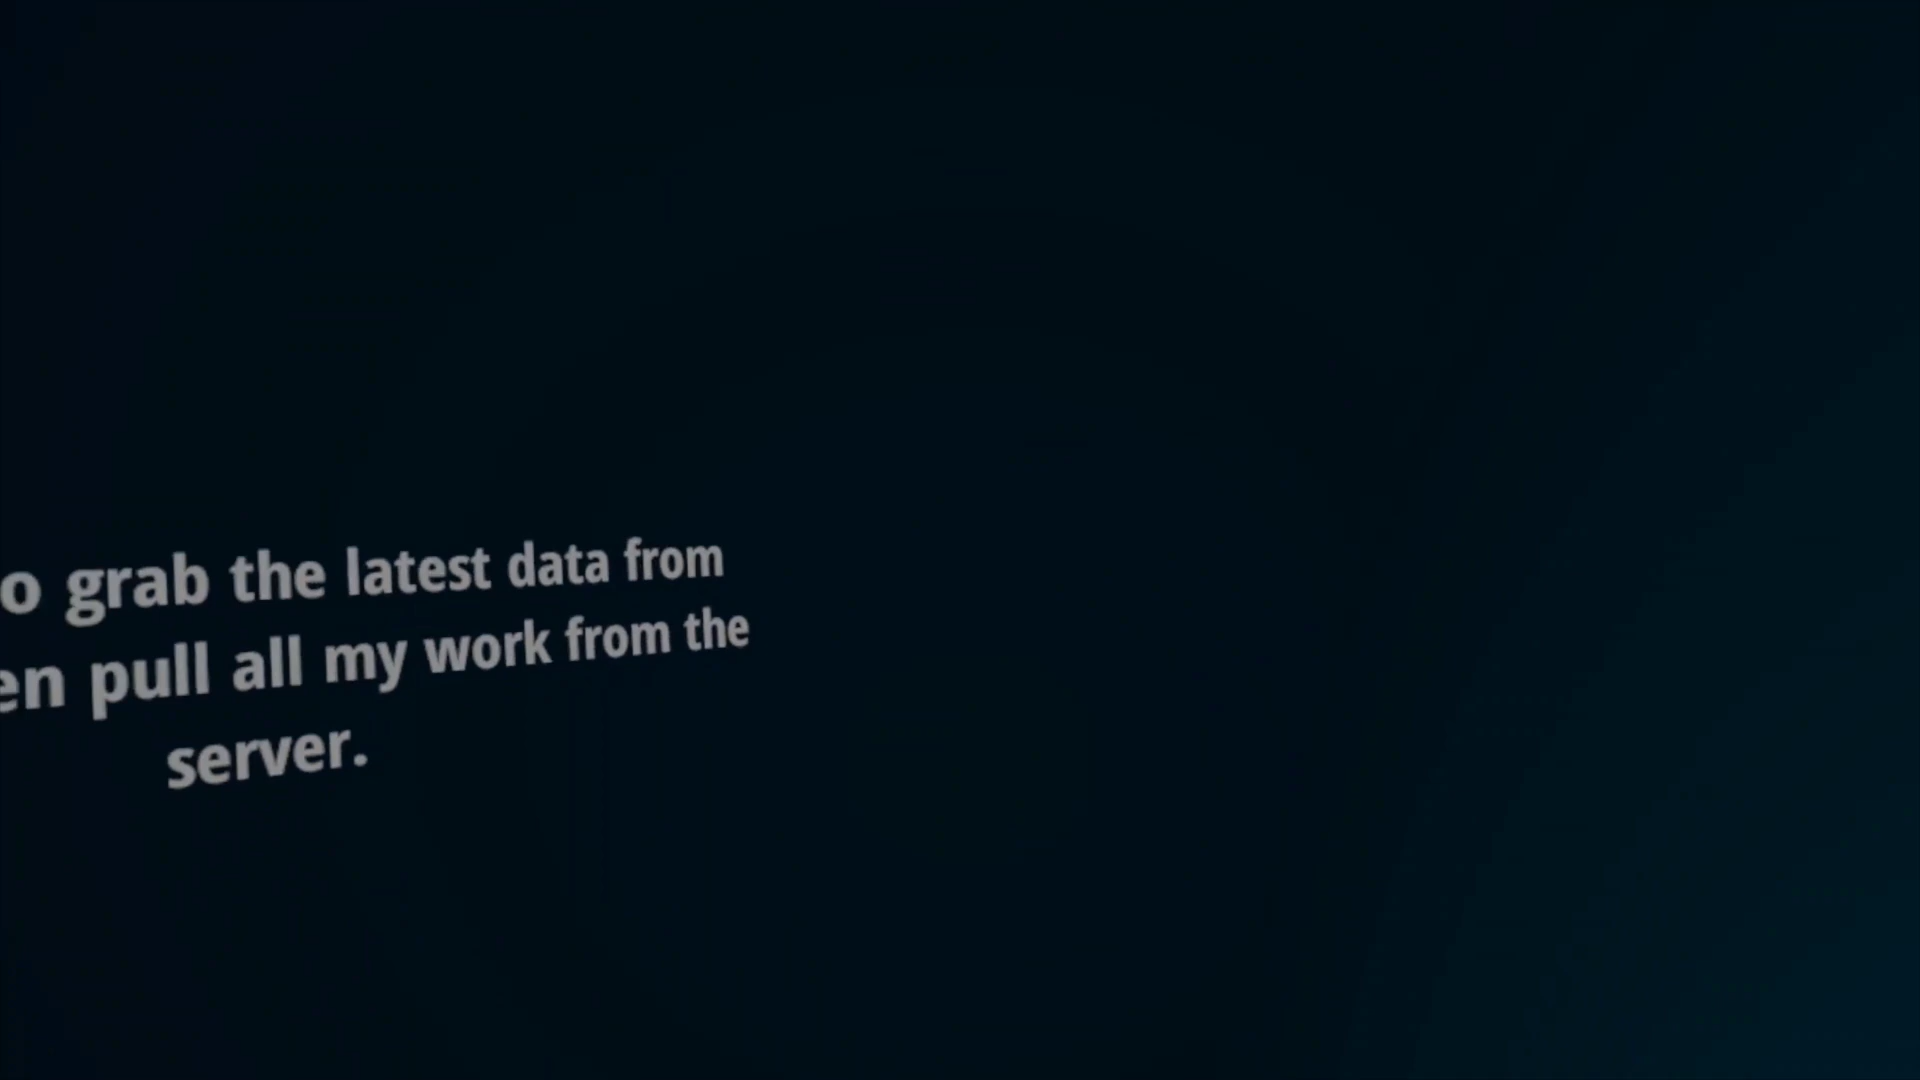 o grab the latest data from
en pull all my work from the
server.